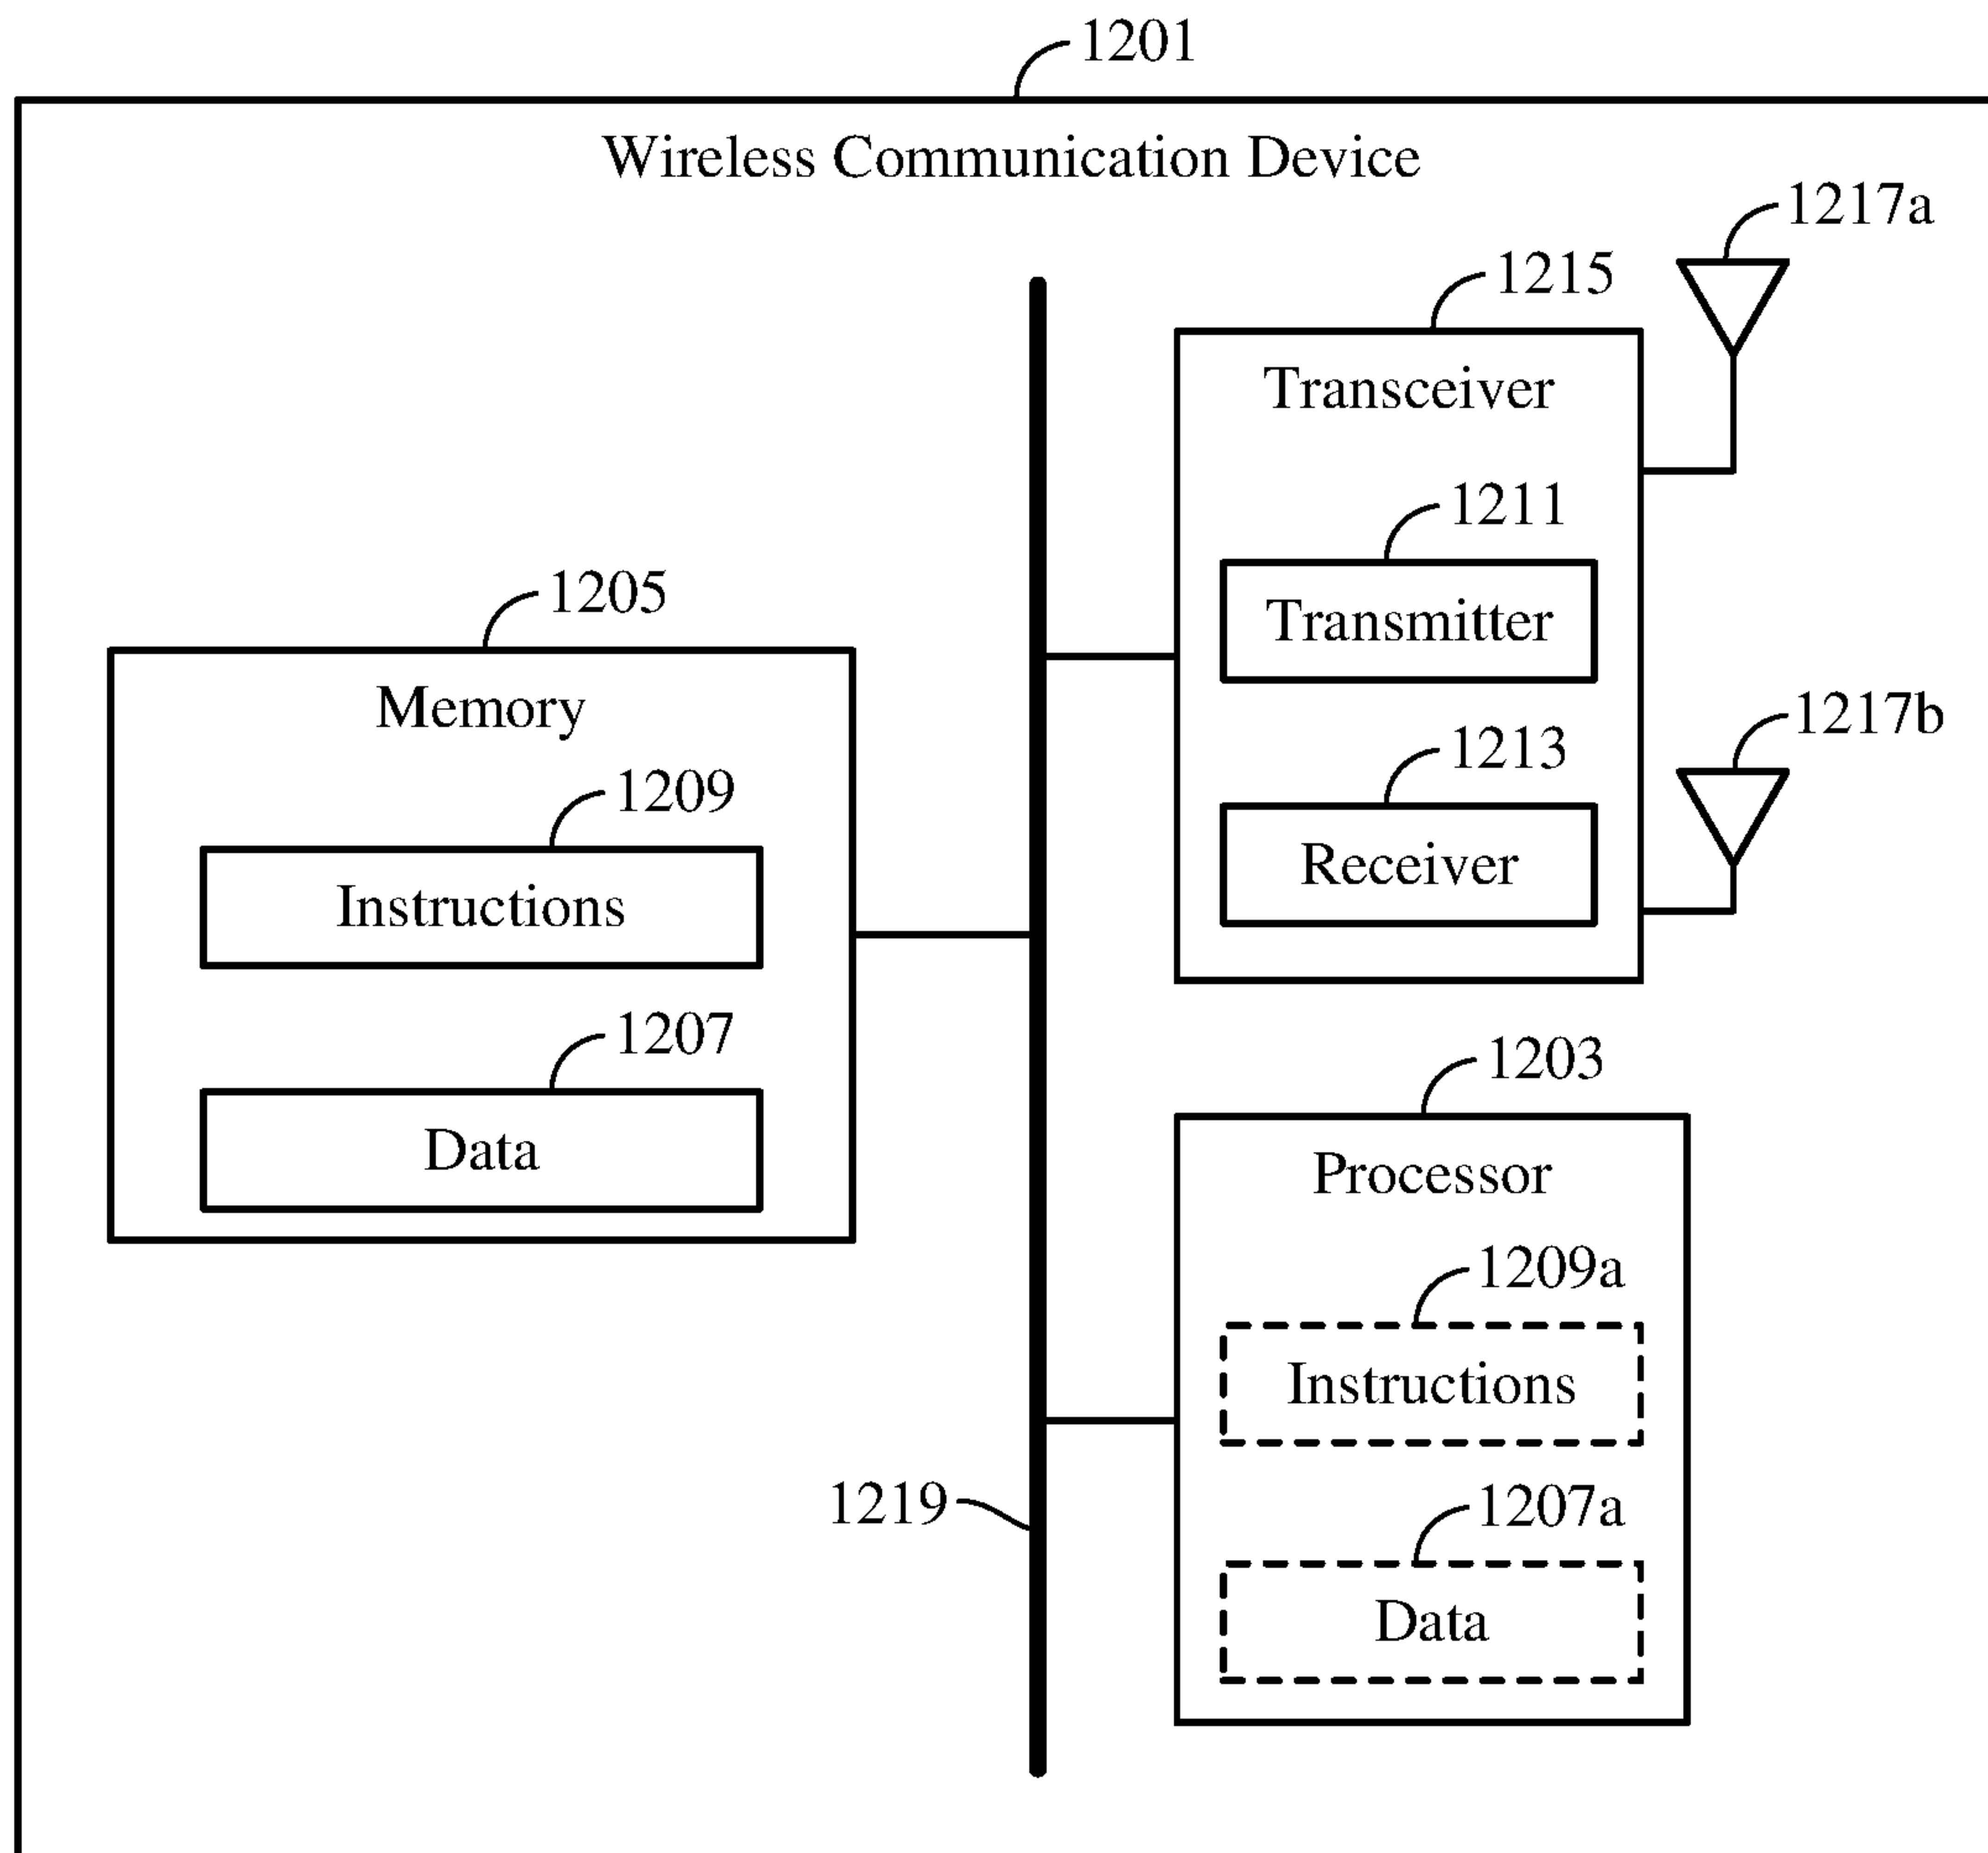 1201
Wireless Communication Device
1217a
1215
Transceiver
1211
Transmitter
1205
Memory
1217b
1213
1209
Receiver
Instructions
1207
1203
Data
Processor
1209a
Instructions
1219
1207a
Data